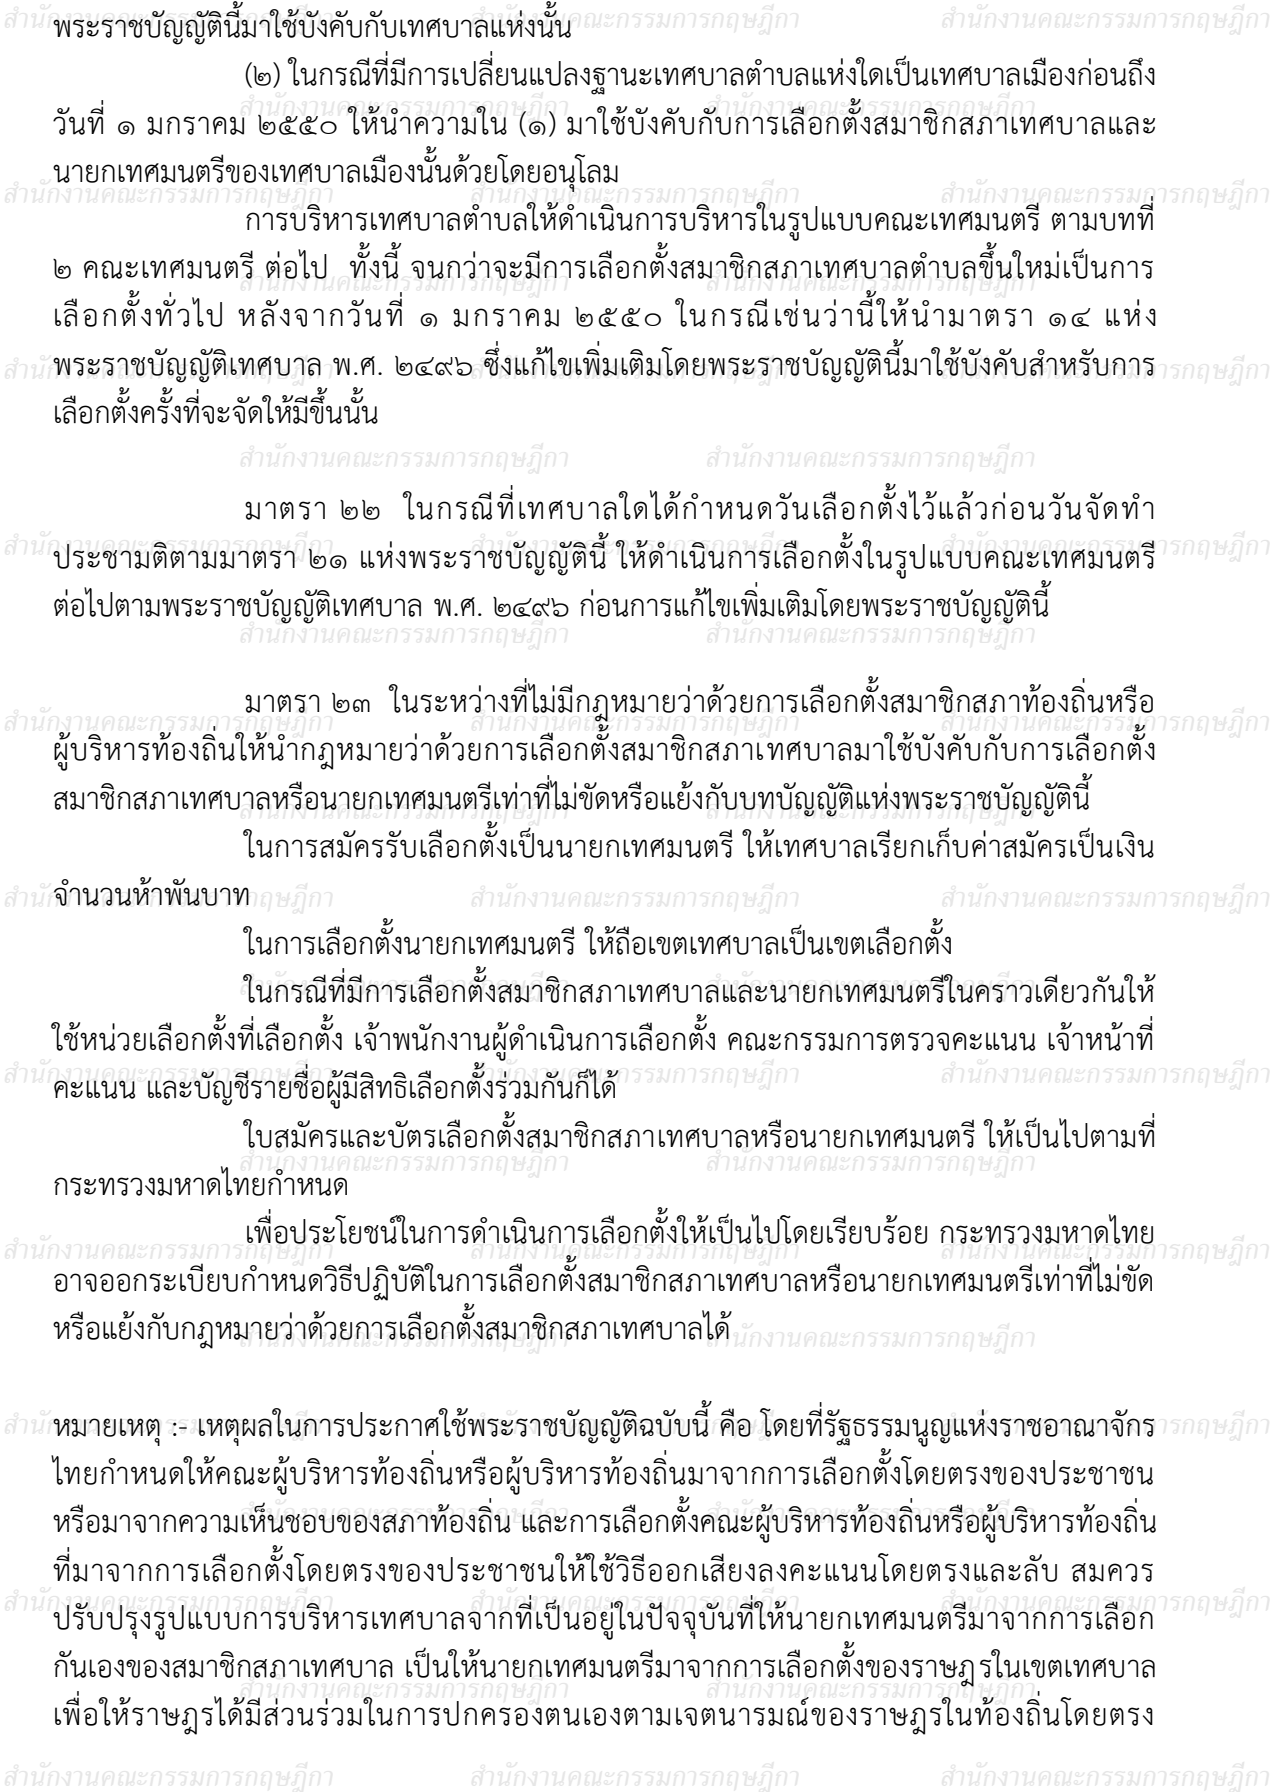 พระราชบัญญัตินี้มาใช้บังคับกับเทศบาลแห่งนั้น
(๒) ในกรณีที่มีการเปลี่ยนแปลงฐานะเทศบาลตำบลแห่งใดเป็นเทศบาลเมืองก่อนถึง
วันที่ ๑ มกราคม ๒๕๕๐ ให้นำความใน (๑) มาใช้บังคับกับการเลือกตั้งสมาชิกสภาเทศบาลและ
นายกเทศมนตรีของเทศบาลเมืองนั้นด้วยโดยอนุโลม
การบริหารเทศบาลตำบลให้ดำเนินการบริหารในรูปแบบคณะเทศมนตรี ตามบทที่
๒ คณะเทศมนตรี ต่อไป ทั้งนี้ จนกว่าจะมีการเลือกตั้งสมาชิกสภาเทศบาลตำบลขึ้นใหม่เป็นการ
เลือกตั้งทั่วไป หลังจากวันที่ ๑ มกราคม ๒๕๕๐ ในกรณีเช่นว่านี้ให้นำมาตรา ๑๔ แห่ง
พระราชบัญญัติเทศบาล พ.ศ. ๒๔๙๖ ซึ่งแก้ไขเพิ่มเติมโดยพระราชบัญญัตินี้มาใช้บังคับสำหรับการ
เลือกตั้งครั้งที่จะจัดให้มีขึ้นนั้น
มาตรา ๒๒ ในกรณีที่เทศบาลใดได้กำหนดวันเลือกตั้งไว้แล้วก่อนวันจัดทำ
ประชามติตามมาตรา ๒๑ แห่งพระราชบัญญัตินี้ ให้ดำเนินการเลือกตั้งในรูปแบบคณะเทศมนตรี
ต่อไปตามพระราชบัญญัติเทศบาล พ.ศ. ๒๔๙๖ ก่อนการแก้ไขเพิ่มเติมโดยพระราชบัญญัตินี้
มาตรา ๒๓ ในระหว่างที่ไม่มีกฎหมายว่าด้วยการเลือกตั้งสมาชิกสภาท้องถิ่นหรือ
ผู้บริหารท้องถิ่นให้นำกฎหมายว่าด้วยการเลือกตั้งสมาชิกสภาเทศบาลมาใช้บังคับกับการเลือกตั้ง
สมาชิกสภาเทศบาลหรือนายกเทศมนตรีเท่าที่ไม่ขัดหรือแย้งกับบทบัญญัติแห่งพระราชบัญญัตินี้
ในการสมัครรับเลือกตั้งเป็นนายกเทศมนตรี ให้เทศบาลเรียกเก็บค่าสมัครเป็นเงิน
จำนวนห้าพันบาท
ในการเลือกตั้งนายกเทศมนตรี ให้ถือเขตเทศบาลเป็นเขตเลือกตั้ง
ในกรณีที่มีการเลือกตั้งสมาชิกสภาเทศบาลและนายกเทศมนตรีในคราวเดียวกันให้
ใช้หน่วยเลือกตั้งที่เลือกตั้ง เจ้าพนักงานผู้ดำเนินการเลือกตั้ง คณะกรรมการตรวจคะแนน เจ้าหน้าที่
คะแนน และบัญชีรายชื่อผู้มีสิทธิเลือกตั้งร่วมกันก็ได้
ใบสมัครและบัตรเลือกตั้งสมาชิกสภาเทศบาลหรือนายกเทศมนตรี ให้เป็นไปตามที่
กระทรวงมหาดไทยกำหนด
เพื่อประโยชน์ในการดำเนินการเลือกตั้งให้เป็นไปโดยเรียบร้อย กระทรวงมหาดไทย
อาจออกระเบียบกำหนดวิธีปฏิบัติในการเลือกตั้งสมาชิกสภาเทศบาลหรือนายกเทศมนตรีเท่าที่ไม่ขัด
หรือแย้งกับกฎหมายว่าด้วยการเลือกตั้งสมาชิกสภาเทศบาลได้
หมายเหตุ :- เหตุผลในการประกาศใช้พระราชบัญญัติฉบับนี้ คือ โดยที่รัฐธรรมนูญแห่งราชอาณาจักร
ไทยกำหนดให้คณะผู้บริหารท้องถิ่นหรือผู้บริหารท้องถิ่นมาจากการเลือกตั้งโดยตรงของประชาชน
หรือมาจากความเห็นชอบของสภาท้องถิ่น และการเลือกตั้งคณะผู้บริหารท้องถิ่นหรือผู้บริหารท้องถิ่น
ที่มาจากการเลือกตั้งโดยตรงของประชาชนให้ใช้วิธีออกเสียงลงคะแนนโดยตรงและลับ สมควร
ปรับปรุงรูปแบบการบริหารเทศบาลจากที่เป็นอยู่ในปัจจุบันที่ให้นายกเทศมนตรีมาจากการเลือก
กันเองของสมาชิกสภาเทศบาล เป็นให้นายกเทศมนตรีมาจากการเลือกตั้งของราษฎรในเขตเทศบาล
เพื่อให้ราษฎรได้มีส่วนร่วมในการปกครองตนเองตามเจตนารมณ์ของราษฎรในท้องถิ่นโดยตรง
สำนักงานคณะกรรมการกฤษฎีกา สำนักงานคณะกรรมการกฤษฎีกา สำนักงานคณะกรรมการกฤษฎีกา